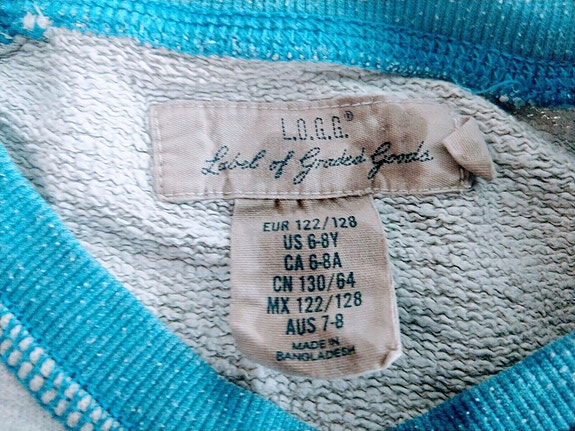 L.O.G.G.®
Label of Graded Goods
EUR 122/128
US 6-8Y
CA 6-8A
CN 130/64
MX 122/128
AUS 7-8
MADE IN
BANGLADESH